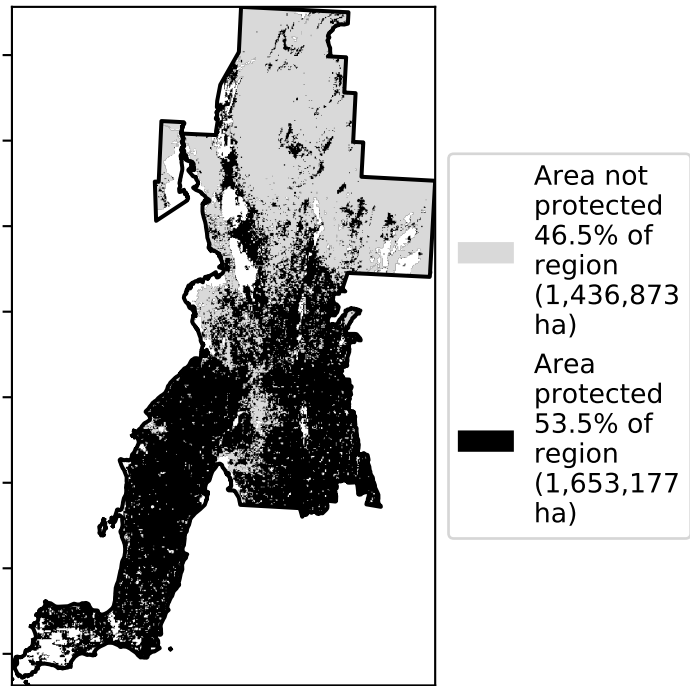 Area not
protected
46.5% of
region
(1,436,873
ha)
Area
protected
53.5% of
region
(1,653,177
ha)